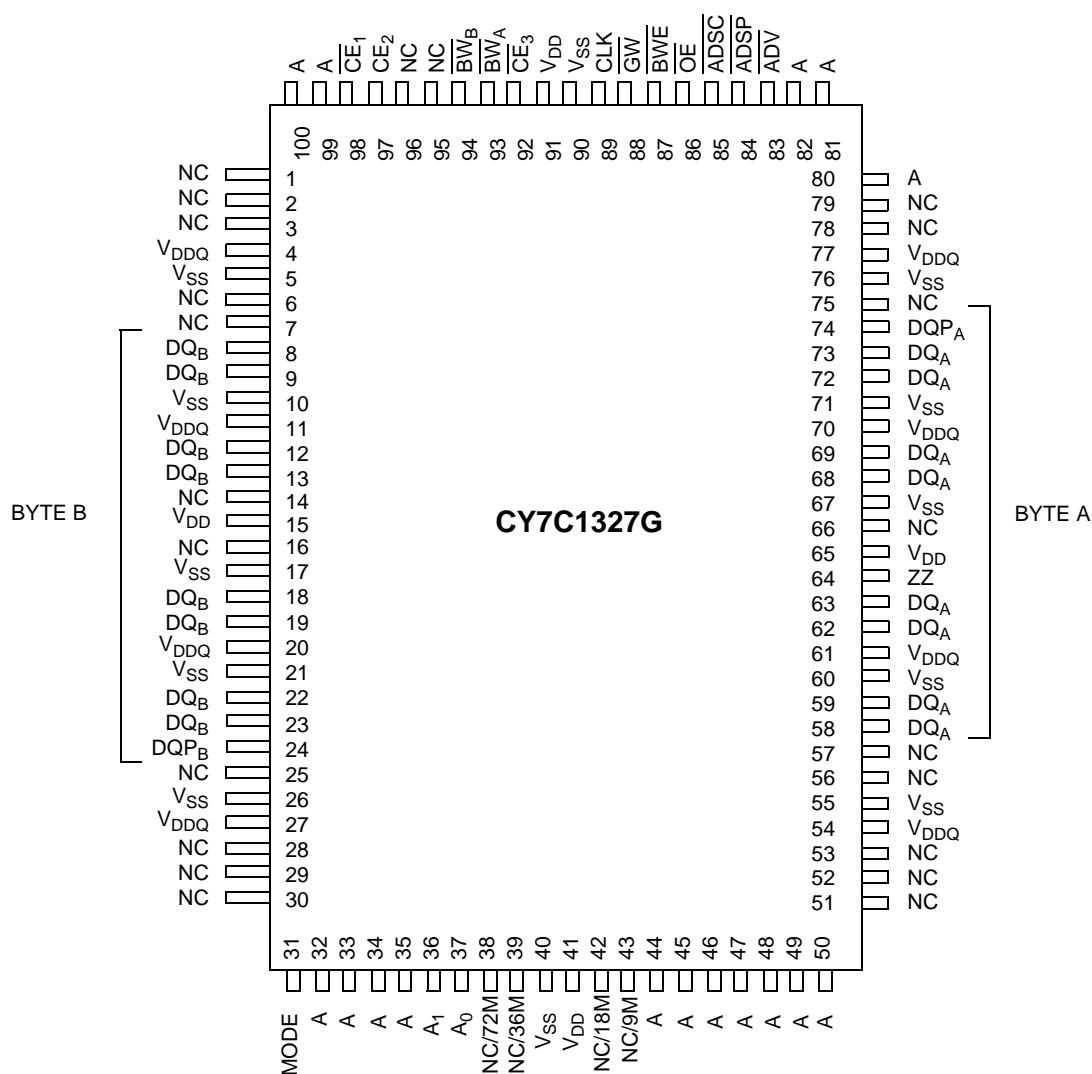 A A CE1 CE2 NC NC BWB BWA CE3 VDD VSS CLK GW BWE OE ADSC ADSP ADV A A
100 99 98 97 96 95 94 93 92 91 90 89 88 87 86 85 84 83 82 81
NC 1 80 A
NC 2 79 NC
NC 3 78 NC
VDDQ 4 77 VDDQ
VSS 5 76 VSS
NC 6 75 NC
NC 7 74 DQPA
DQB 8 73 DQA
DQB 9 72 DQA
VSS 10 71 VSS
VDDQ 11 70 VDDQ
DQB 12 69 DQA
DQB 13 68 DQA
NC 14 67 VSS
BYTE B VDD 15 CY7C1327G 66 NC BYTE A
NC 16 65 VDD
VSS 17 64 ZZ
DQB 18 63 DQA
DQB 19 62 DQA
VDDQ 20 61 VDDQ
VSS 21 60 VSS
DQB 22 59 DQA
DQB 23 58 DQA
DQPB 24 57 NC
NC 25 56 NC
VSS 26 55 VSS
VDDQ 27 54 VDDQ
NC 28 53 NC
NC 29 52 NC
NC 30 51 NC
31 32 33 34 35 36 37 38 39 40 41 42 43 44 45 46 47 48 49 50
MODE A A A A A1 A0 NC/72M NC/36M VSS VDD NC/18M NC/9M A A A A A A A